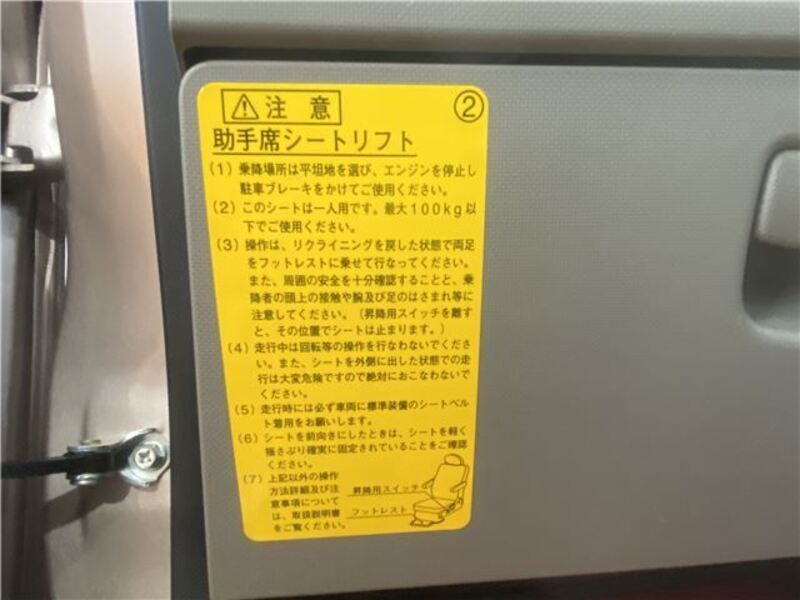 ⚠注意 ②
助手席シートリフト
(1) 乗降場所は平坦地を選び、エンジンを停止し
駐車ブレーキをかけてご使用ください。
(2) このシートは一人用です。最大100kg以
下でご使用ください。
(3) 操作は、リクライニングを戻した状態で両足
をフットレストに乗せて行なってください。
また、周囲の安全を十分確認することと、乗
降者の頭上の接触や腕及び足のはさまれ等に
注意してください。(昇降用スイッチを離す
と、その位置でシートは止まります。)
(4) 走行中は回転等の操作を行なわないでくださ
い。また、シートを外側に出した状態での走
行は大変危険ですので絶対におこなわないで
ください。
(5) 走行時には必ず車両に標準装備のシートベル
ト着用をお願いします。
(6) シートを前向きにしたときは、シートを軽く
揺さぶり確実に固定されていることをご確認
ください。
(7) 上記以外の操作
方法詳細及び注
意事項について
は、取扱説明書
をご覧ください。
昇降用スイッチ
フットレスト